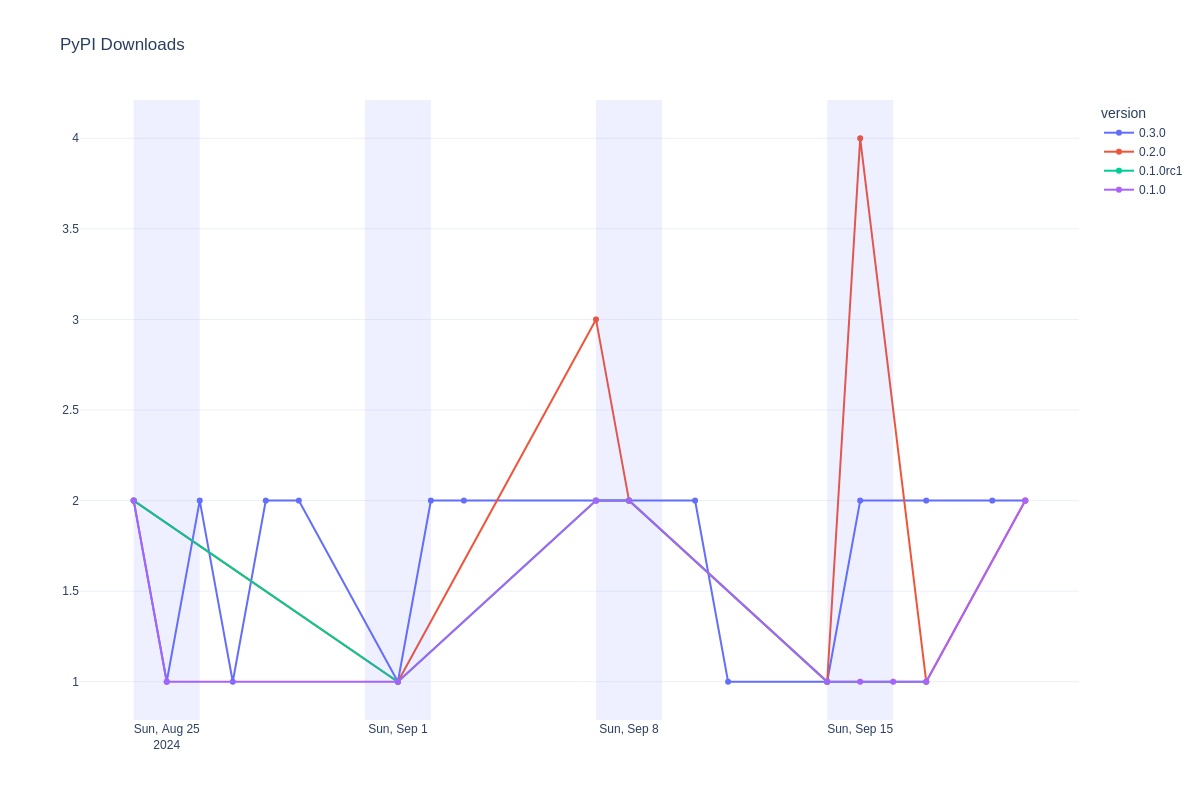 PyPI Downloads
version
0.3.0
0.2.0
0.1.0rc1
0.1.0
4
3.5
3
2.5
2
1.5
1
Sun, Aug 25
2024
Sun, Sep 1
Sun, Sep 8
Sun, Sep 15